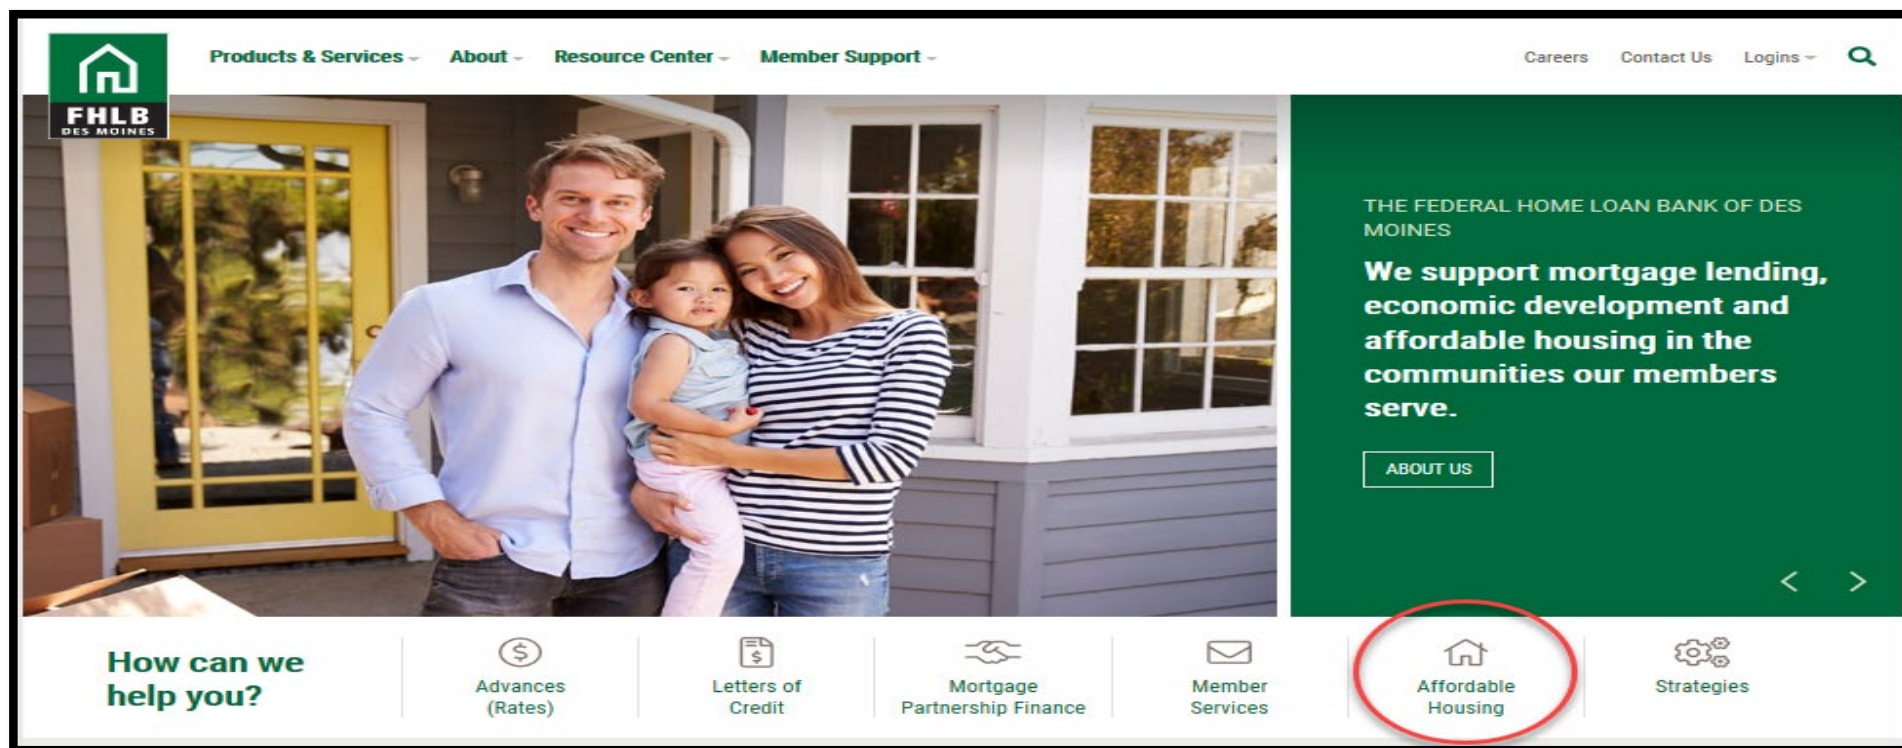 Products & Services
About
Resource Center
Member Support
Careers
Contact Us
Logins
FHLB
DES MOINES
THE FEDERAL HOME LOAN BANK OF DES
MOINES
We support mortgage lending,
economic development and
affordable housing in the
communities our members
serve.
ABOUT US
How can we
help you?
Advances
(Rates)
Letters of
Credit
Mortgage
Partnership Finance
Member
Services
Affordable
Housing
Strategies